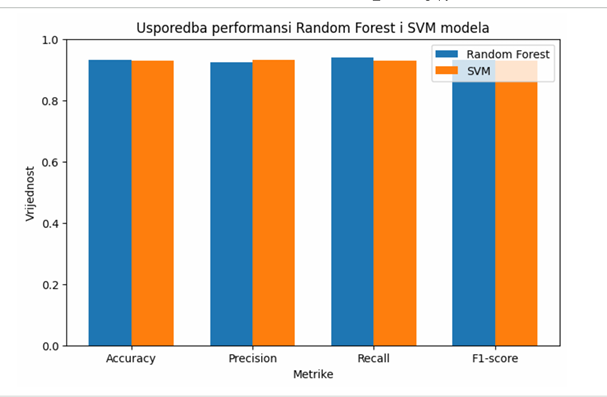 Usporedba performansi Random Forest i SVM modela
Random Forest
SVM
Vrijednost
1.0
0.8
0.6
0.4
0.2
0.0
Accuracy Precision Recall F1-score
Metrike